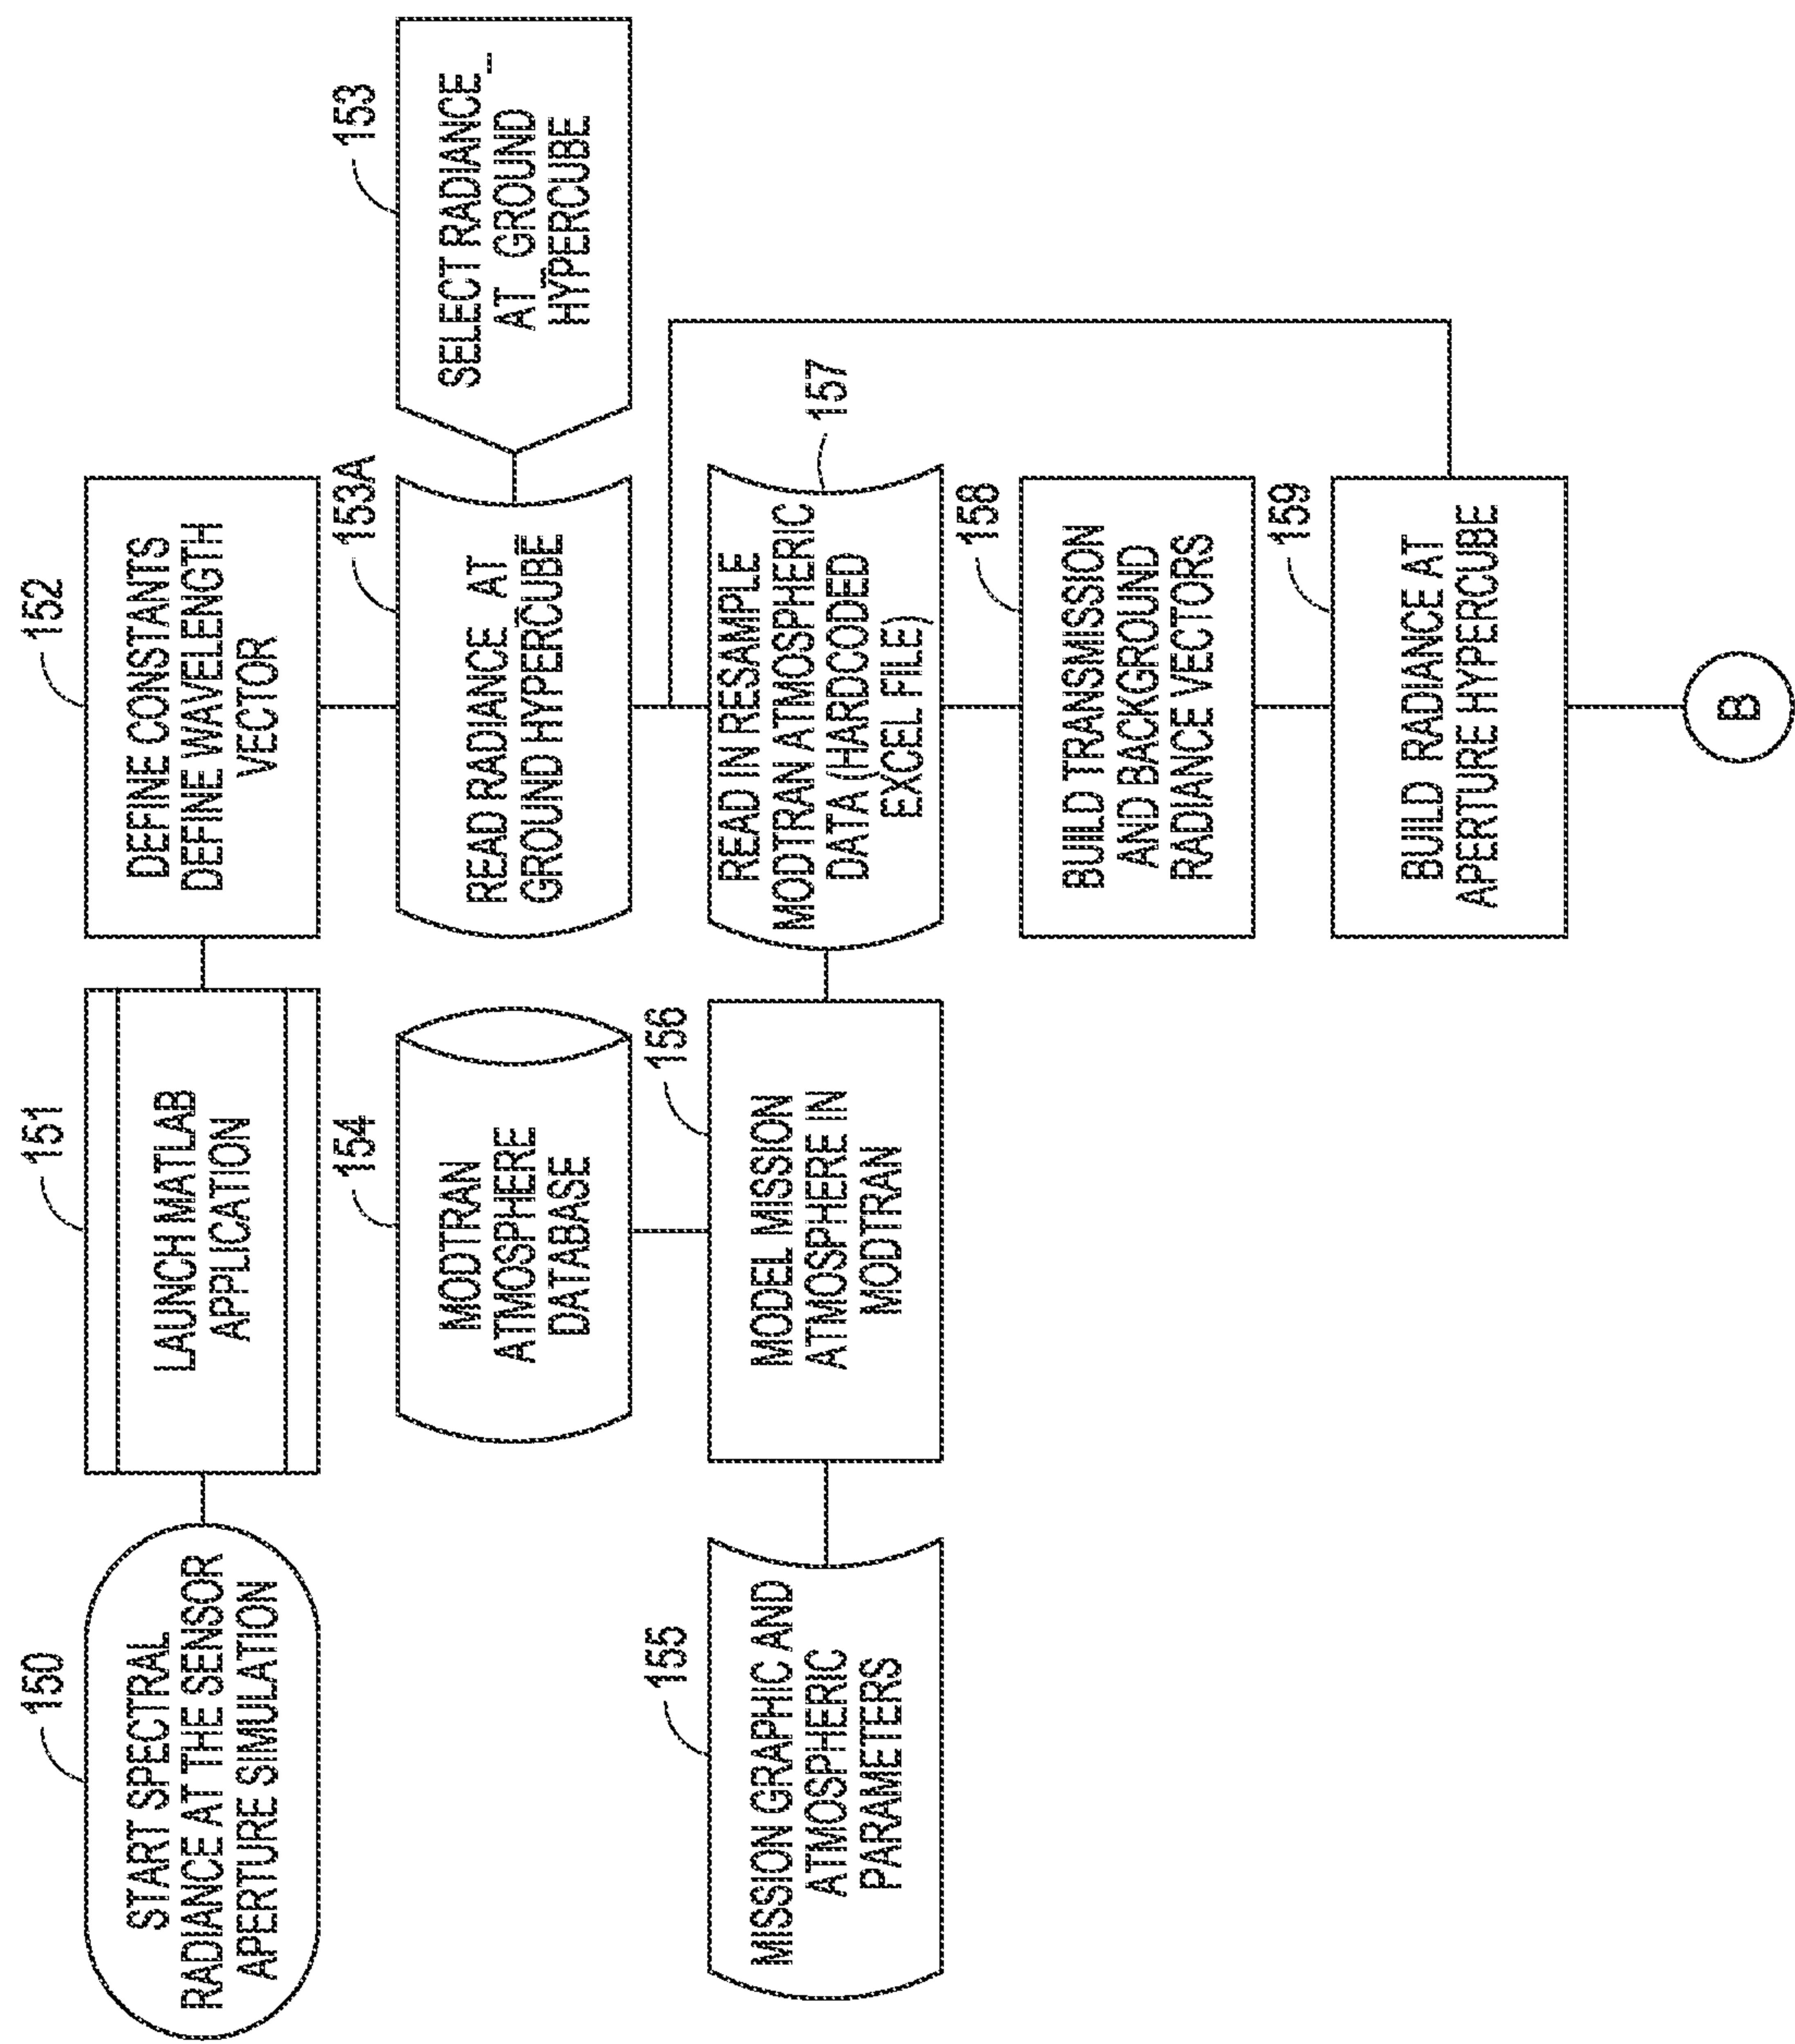 150
START SPECTRAL
RADIANCE AT THE SENSOR
APERTURE SIMULATION
151
LAUNCH MATLAB
APPLICATION
152
DEFINE CONSTANTS
DEFINE WAVELENGTH
VECTOR
153
SELECT RADIANCE_
AT_GROUND
HYPERCUBE
153A
READ RADIANCE_AT_
GROUND HYPERCUBE
154
MODTRAN
ATMOSPHERE
DATABASE
155
MISSION GRAPHIC AND
ATMOSPHERIC
PARAMETERS
156
MODEL MISSION
ATMOSPHERE IN
MODTRAN
157
READ IN RESAMPLE
MODTRAN ATMOSPHERIC
DATA (HARDCODED
EXCEL FILE)
158
BUILD TRANSMISSION
AND BACKGROUND
RADIANCE VECTORS
159
BUILD RADIANCE AT
APERTURE HYPERCUBE
B